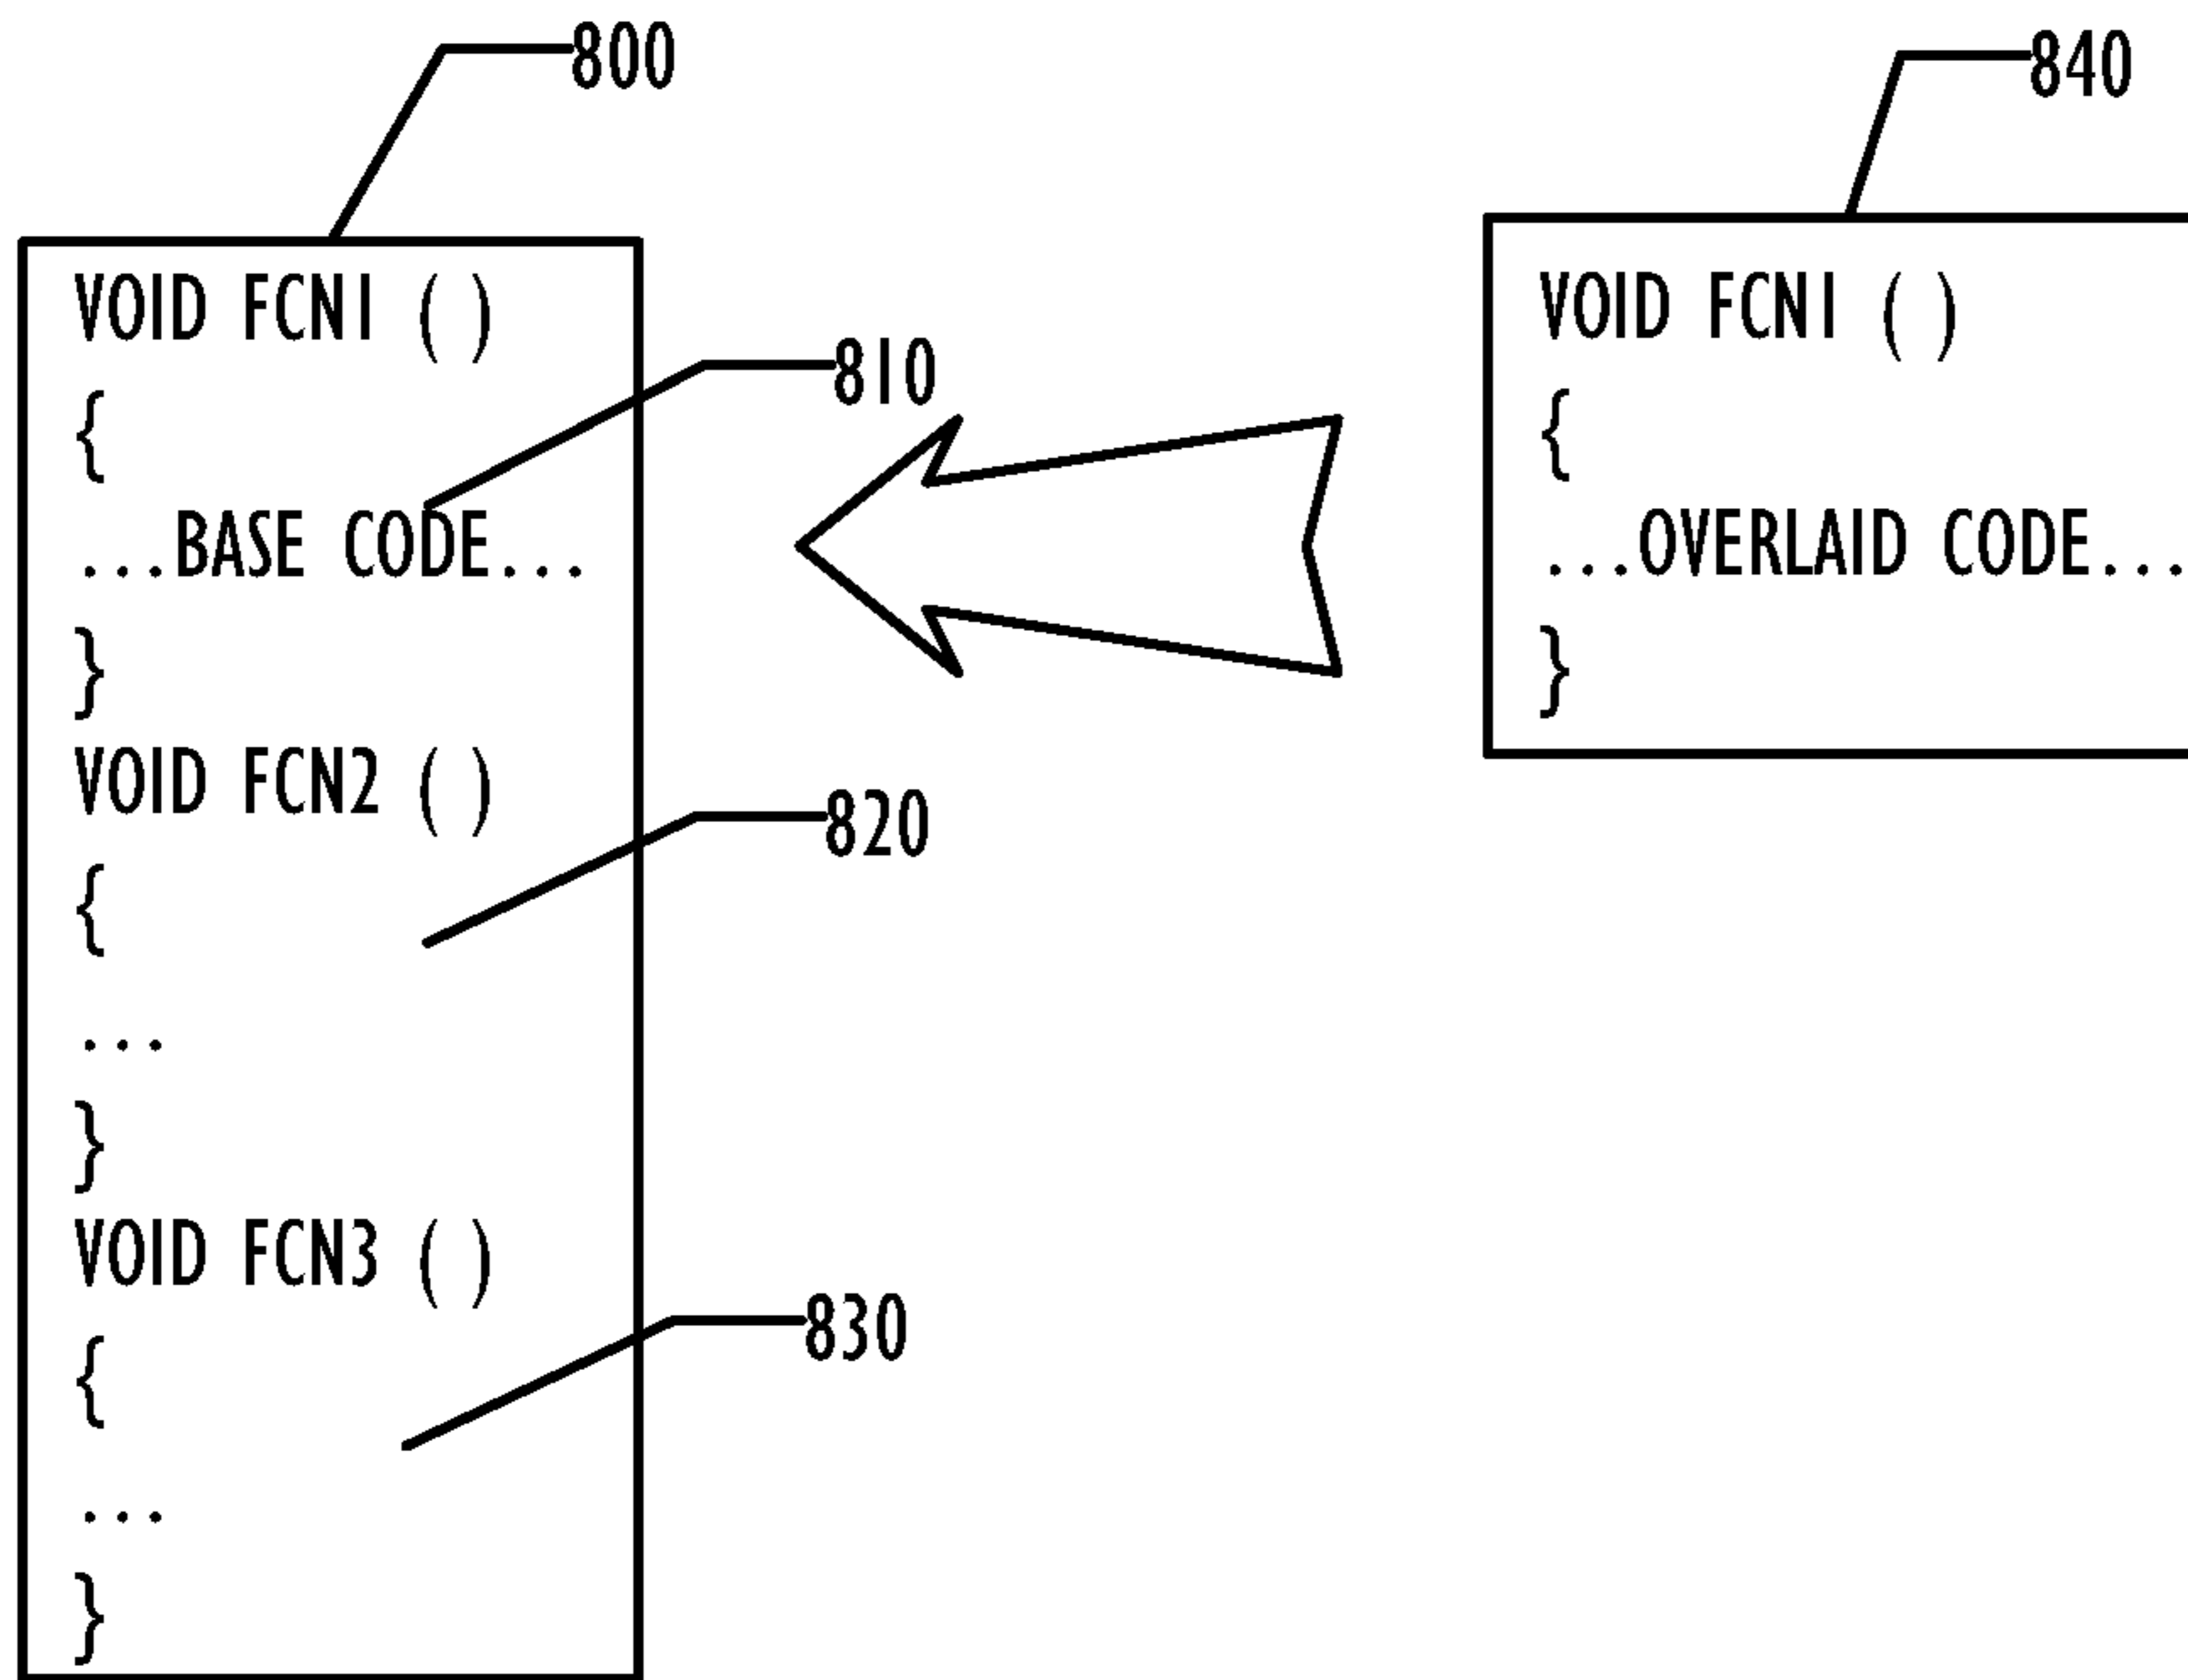 800
VOID FCN1 ( )
{
...BASE CODE...
}
VOID FCN2 ( )
{
...
}
VOID FCN3 ( )
{
...
}
810
820
830
840
VOID FCN1 ( )
{
...OVERLAID CODE...
}